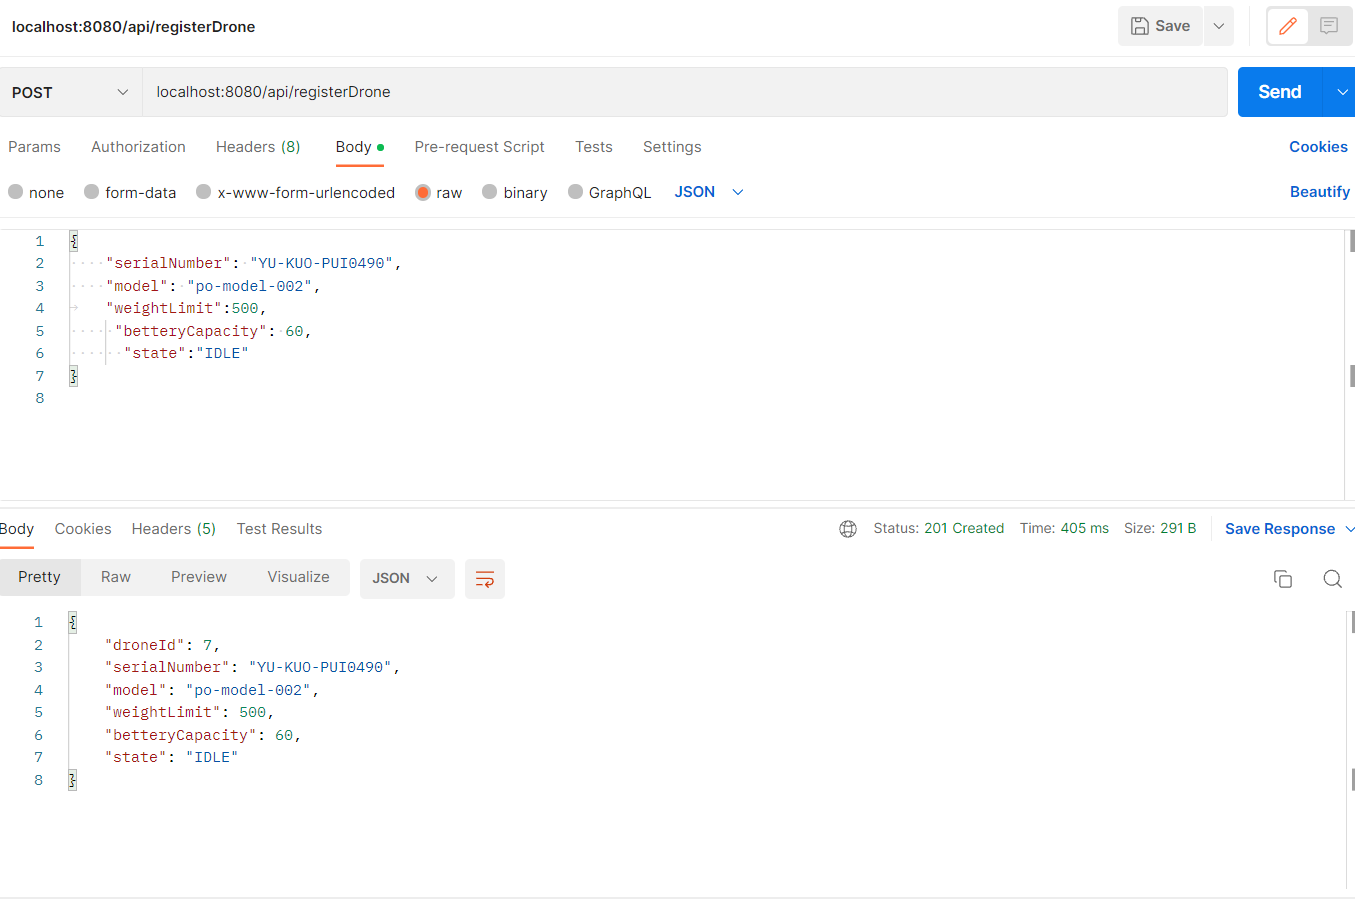 localhost:8080/api/registerDrone
Save
POST
localhost:8080/api/registerDrone
Send
Params Authorization Headers (8) Body Pre-request Script Tests Settings Cookies
none form-data x-www-form-urlencoded raw binary GraphQL JSON Beautify
1 {
2 "serialNumber": "YU-KUO-PUI0490",
3 "model": "po-model-002",
4 "weightLimit":500,
5 "betteryCapacity": 60,
6 "state":"IDLE"
7 }
8
Body Cookies Headers (5) Test Results Status: 201 Created Time: 405 ms Size: 291 B Save Response
Pretty Raw Preview Visualize JSON
1 {
2 "droneId": 7,
3 "serialNumber": "YU-KUO-PUI0490",
4 "model": "po-model-002",
5 "weightLimit": 500,
6 "betteryCapacity": 60,
7 "state": "IDLE"
8 }